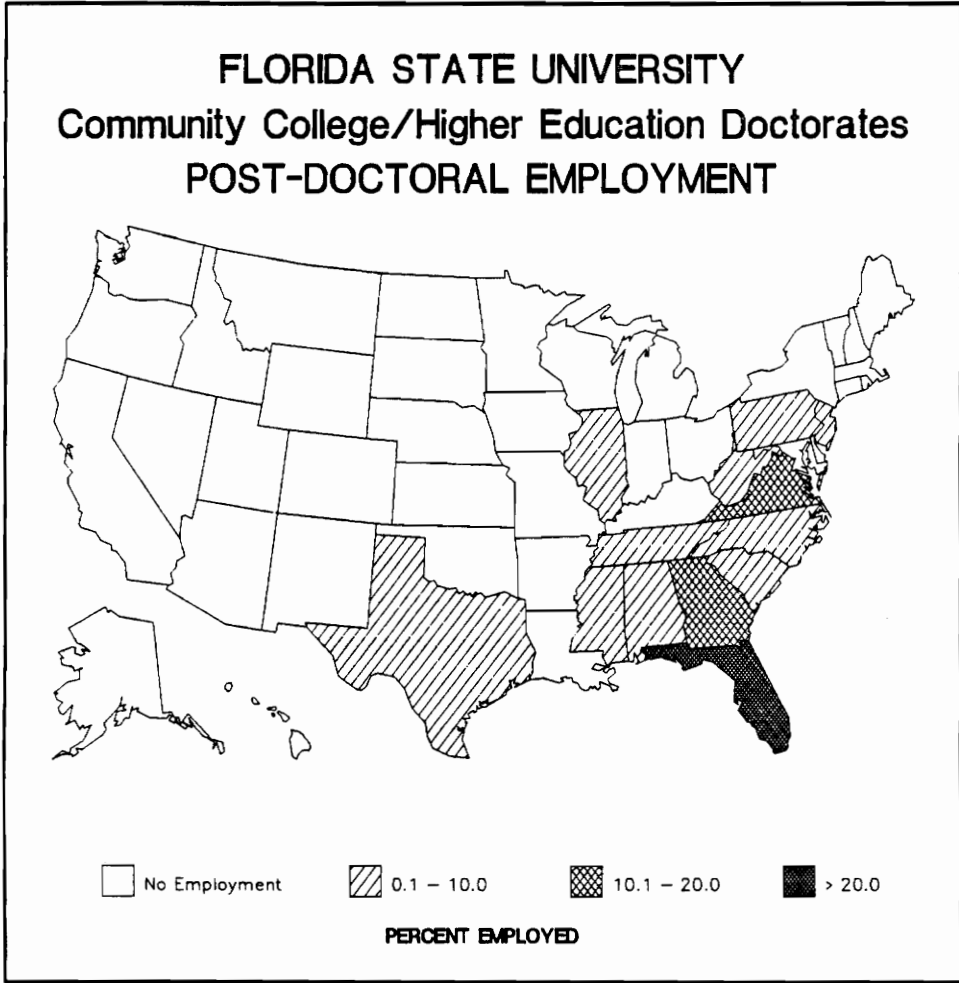 FLORIDA STATE UNIVERSITY
Community College/Higher Education Doctorates
POST-DOCTORAL EMPLOYMENT
No Employment
0.1 - 10.0
10.1 - 20.0
> 20.0
PERCENT EMPLOYED